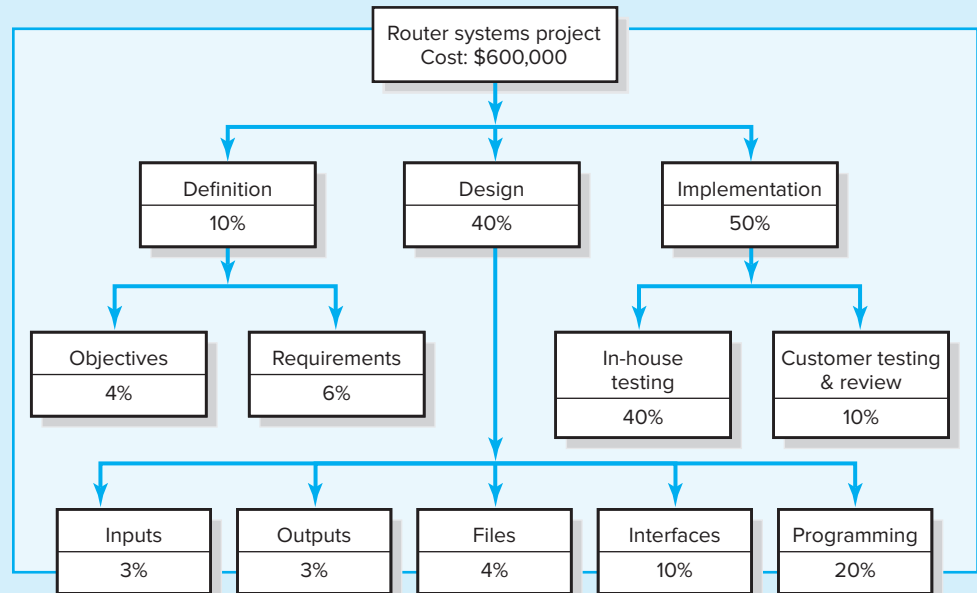 Router systems project
Cost: $600,000
Definition
10%
Design
40%
Implementation
50%
Objectives
4%
Requirements
6%
In-house
testing
40%
Customer testing
& review
10%
Inputs
3%
Outputs
3%
Files
4%
Interfaces
10%
Programming
20%